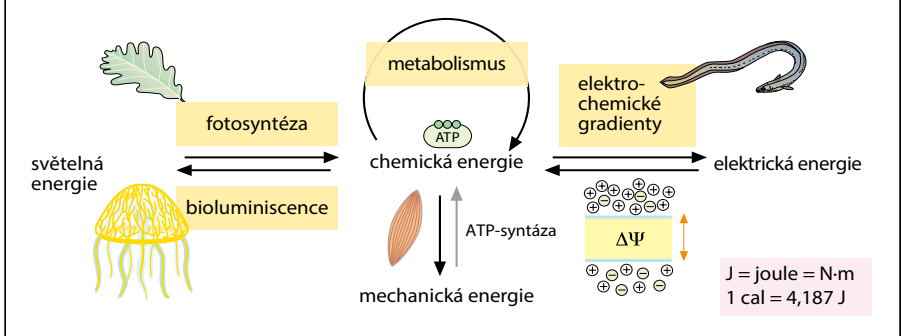 metabolismus
elektro-
chemické
gradienty
fotosyntéza
ATP
světelná
energie
chemická energie
elektrická energie
bioluminiscence
ATP-syntáza
ΔΨ
mechanická energie
J = joule = N·m
1 cal = 4,187 J